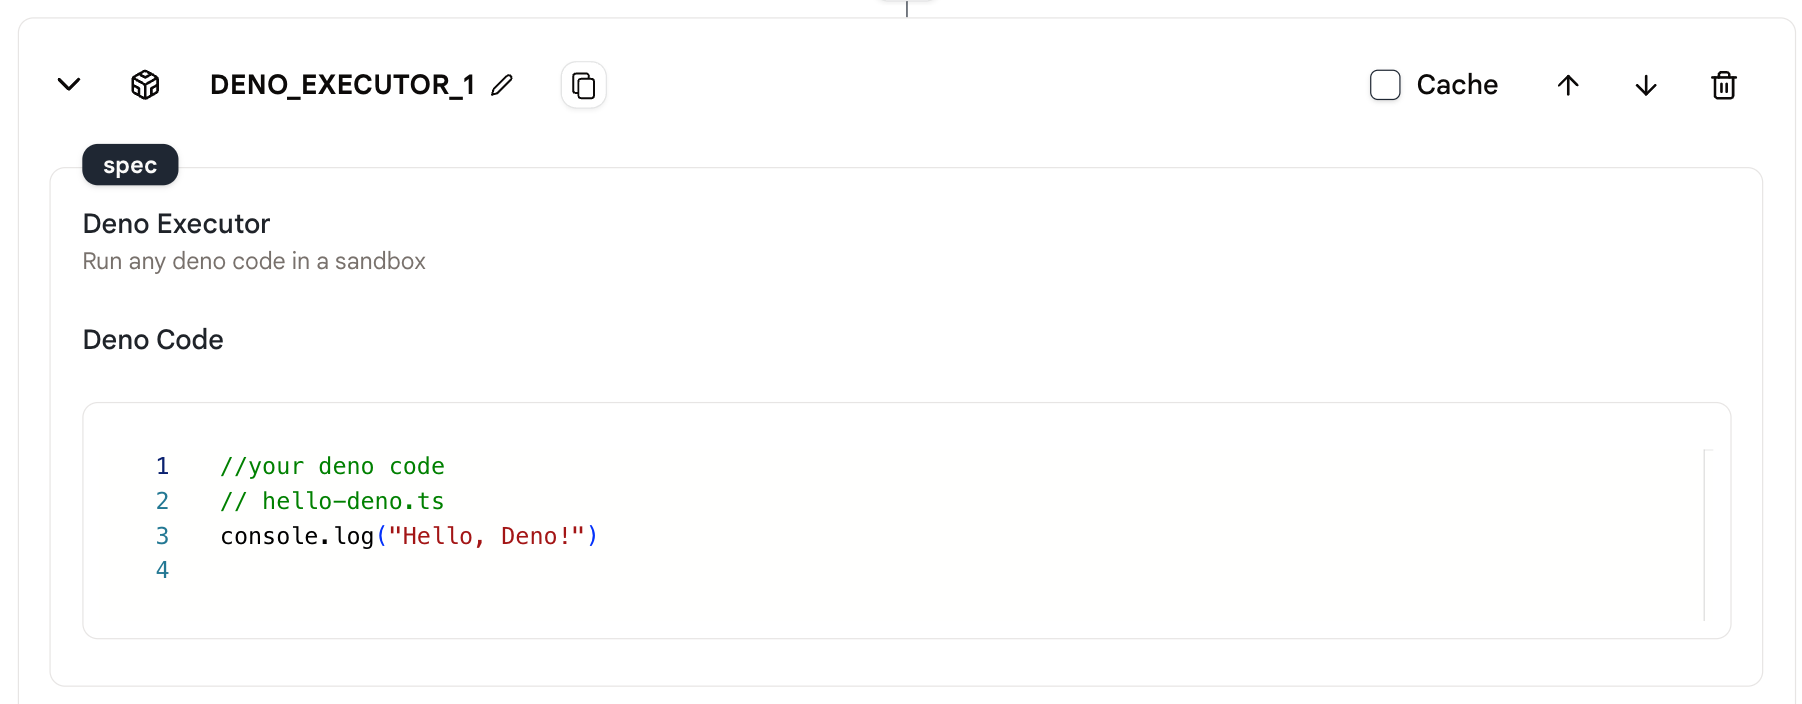 DENO_EXECUTOR_1
Cache
spec
Deno Executor
Run any deno code in a sandbox
Deno Code
1 //your deno code
2 // hello-deno.ts
3 console.log("Hello, Deno!")
4